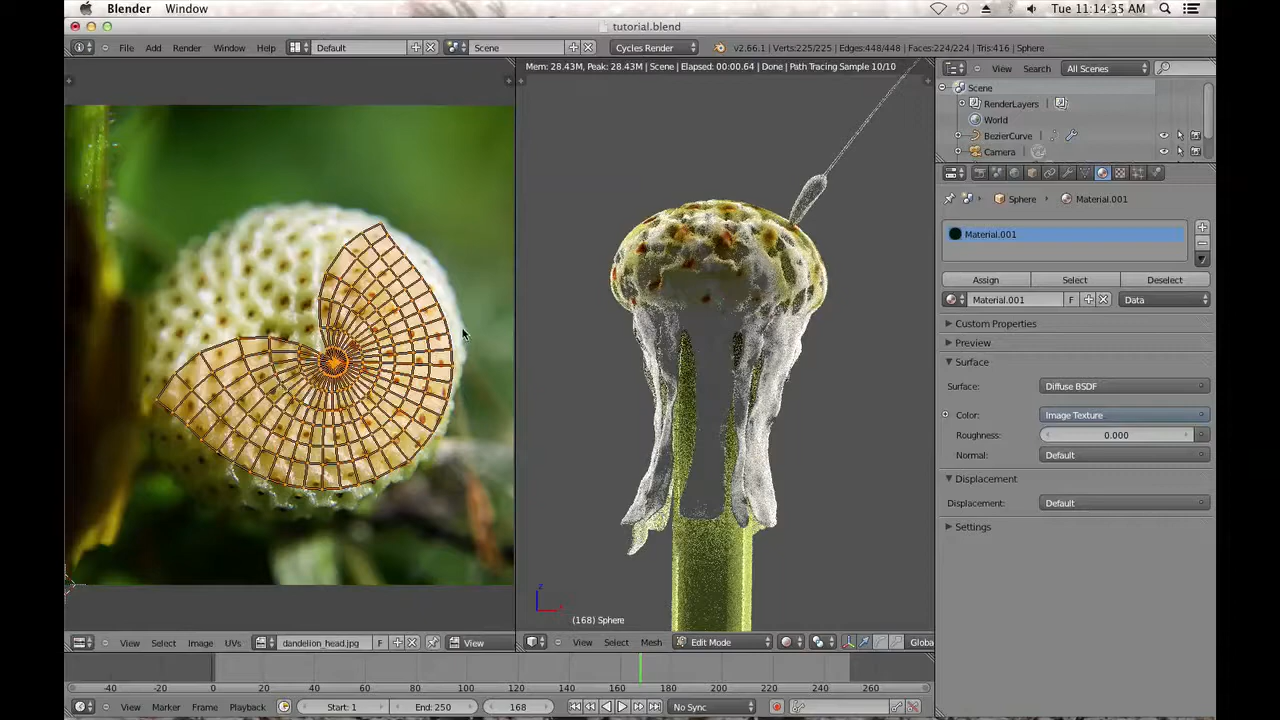 Blender Window Tue 11:14:35 AM
tutorial.blend
File Add Render Window Help Default Scene Cycles Render v2.66.1 | Verts:225/225 | Edges:448/448 | Faces:224/224 | Tris:416 | Sphere
Mem: 28.43M, Peak: 28.43M | Scene | Elapsed: 00:00.64 | Done | Path Tracing Sample 10/10
View Search All Scenes
Scene
RenderLayers
World
BezierCurve
Camera
Sphere Material.001
Material.001
Assign Select Deselect
Material.001 F Data
Custom Properties
Preview
Surface
Surface: Diffuse BSDF
Color: Image Texture
Roughness: 0.000
Normal: Default
Displacement
Displacement: Default
Settings
z
x
(168) Sphere
View Select Image UVs dandelion_head.jpg F View
View Select Mesh Edit Mode Globa
-40 -20 0 20 40 60 80 100 120 140 160 180 200 220 240 260
View Marker Frame Playback Start: 1 End: 250 168 No Sync